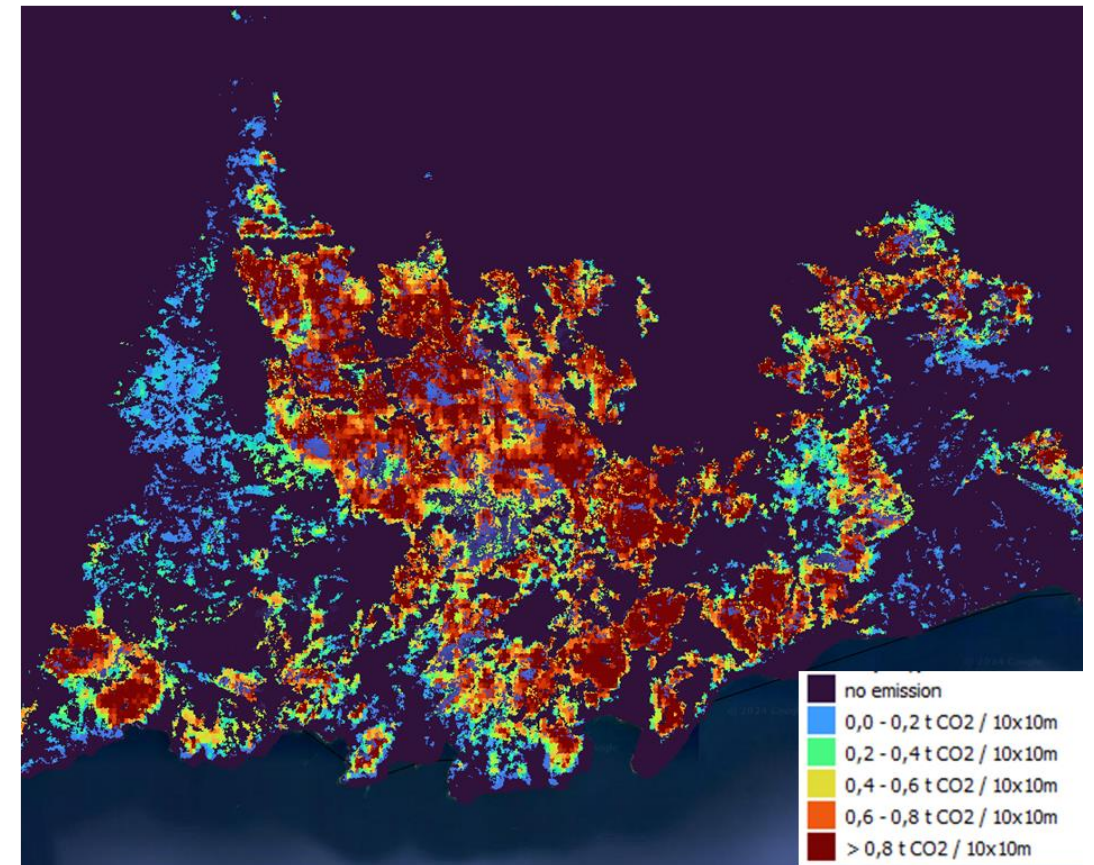 no emission
0,0 - 0,2 t CO2 / 10x10m
0,2 - 0,4 t CO2 / 10x10m
0,4 - 0,6 t CO2 / 10x10m
0,6 - 0,8 t CO2 / 10x10m
> 0,8 t CO2 / 10x10m